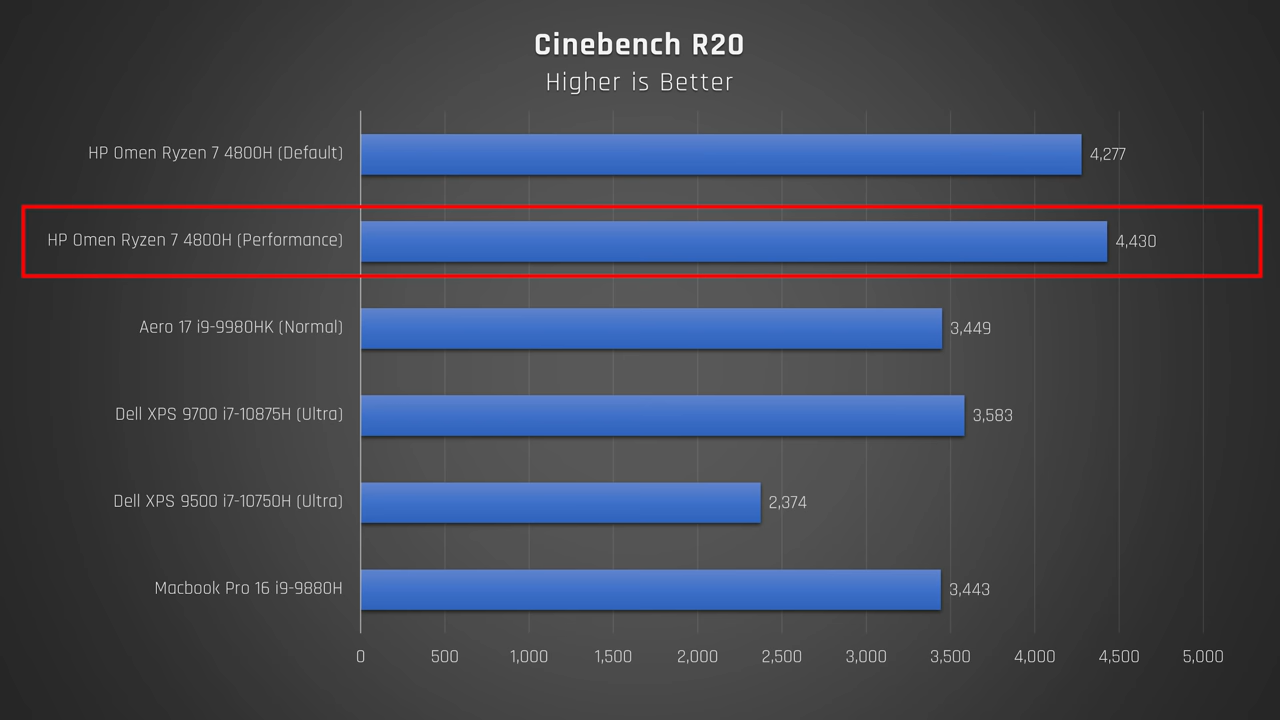 Cinebench R20
Higher is Better
HP Omen Ryzen 7 4800H (Default)
4,277
HP Omen Ryzen 7 4800H (Performance)
4,430
Aero 17 i9-9980HK (Normal)
3,449
Dell XPS 9700 i7-10875H (Ultra)
3,583
Dell XPS 9500 i7-10750H (Ultra)
2,374
Macbook Pro 16 i9-9880H
3,443
0 500 1,000 1,500 2,000 2,500 3,000 3,500 4,000 4,500 5,000